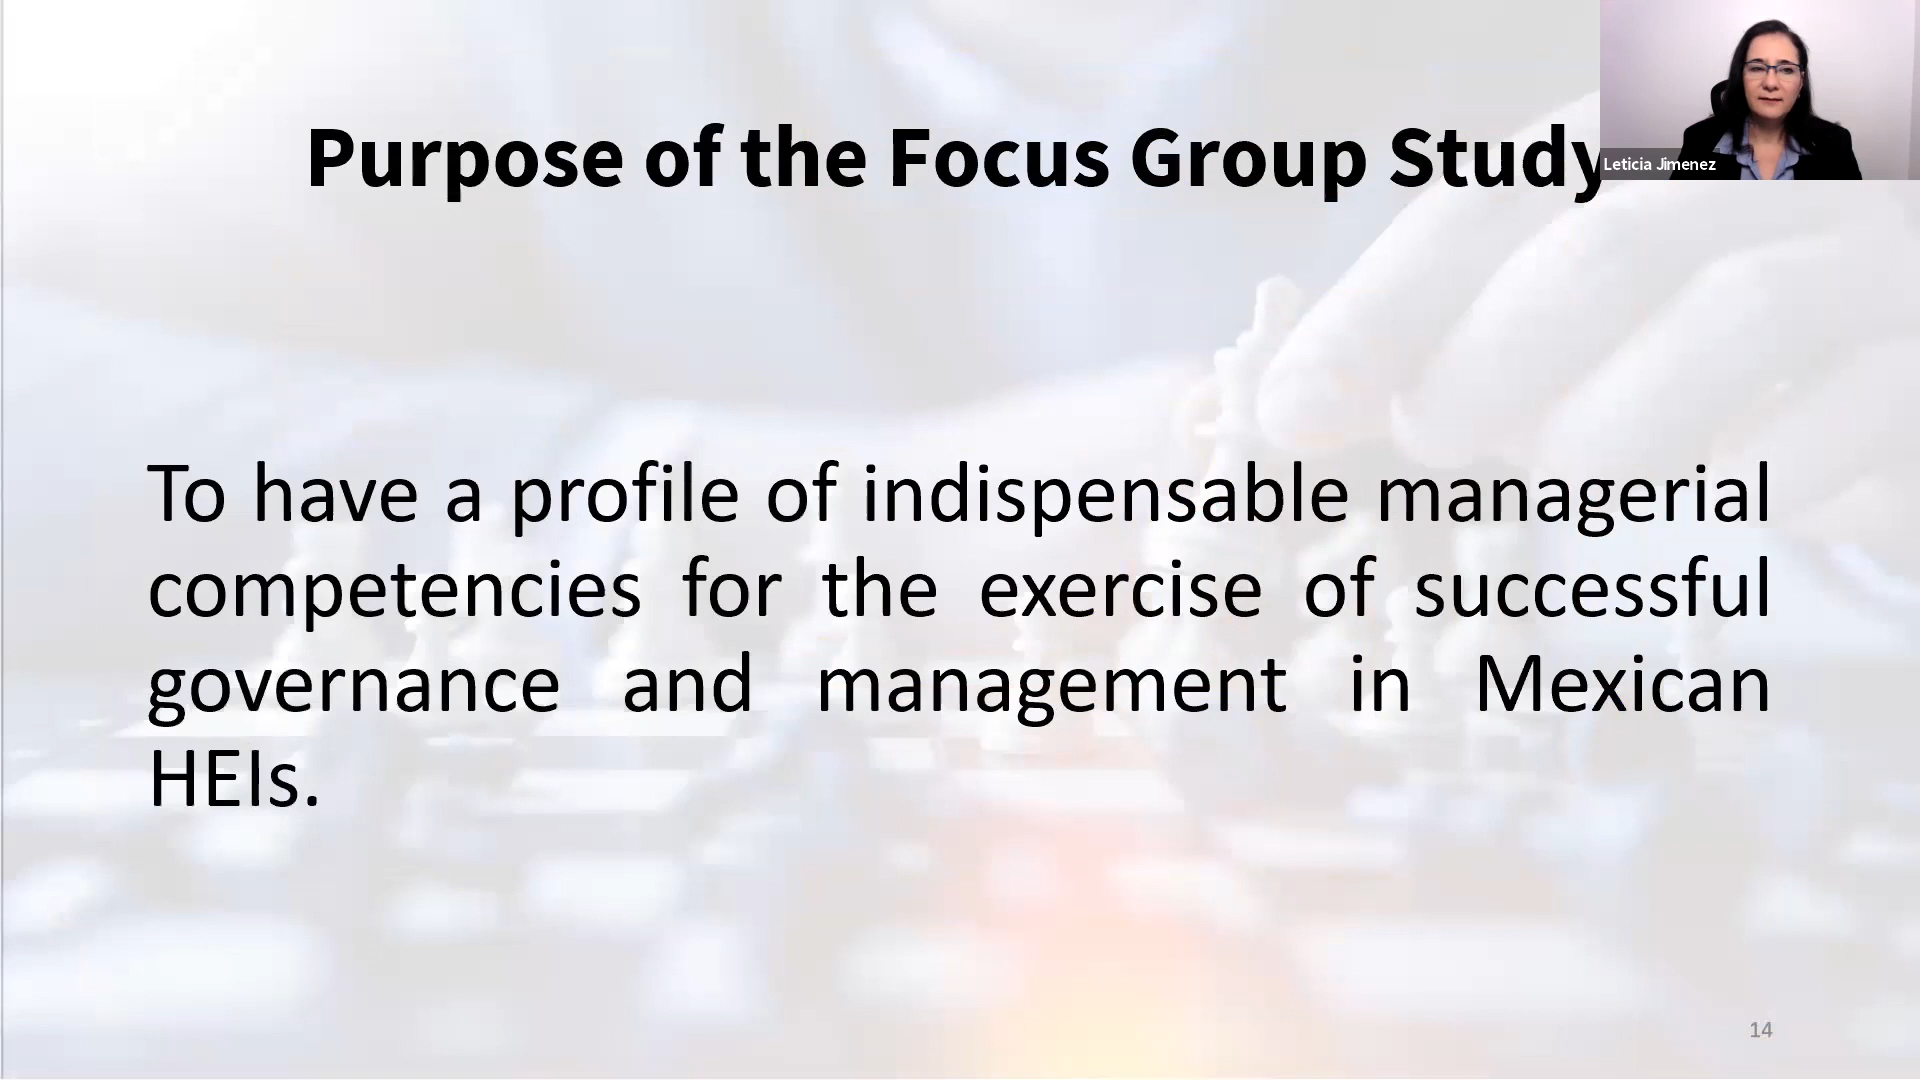 Purpose of the Focus Group Study
Leticia Jimenez
To have a profile of indispensable managerial
competencies for the exercise of successful
governance and management in Mexican
HEIs.
14